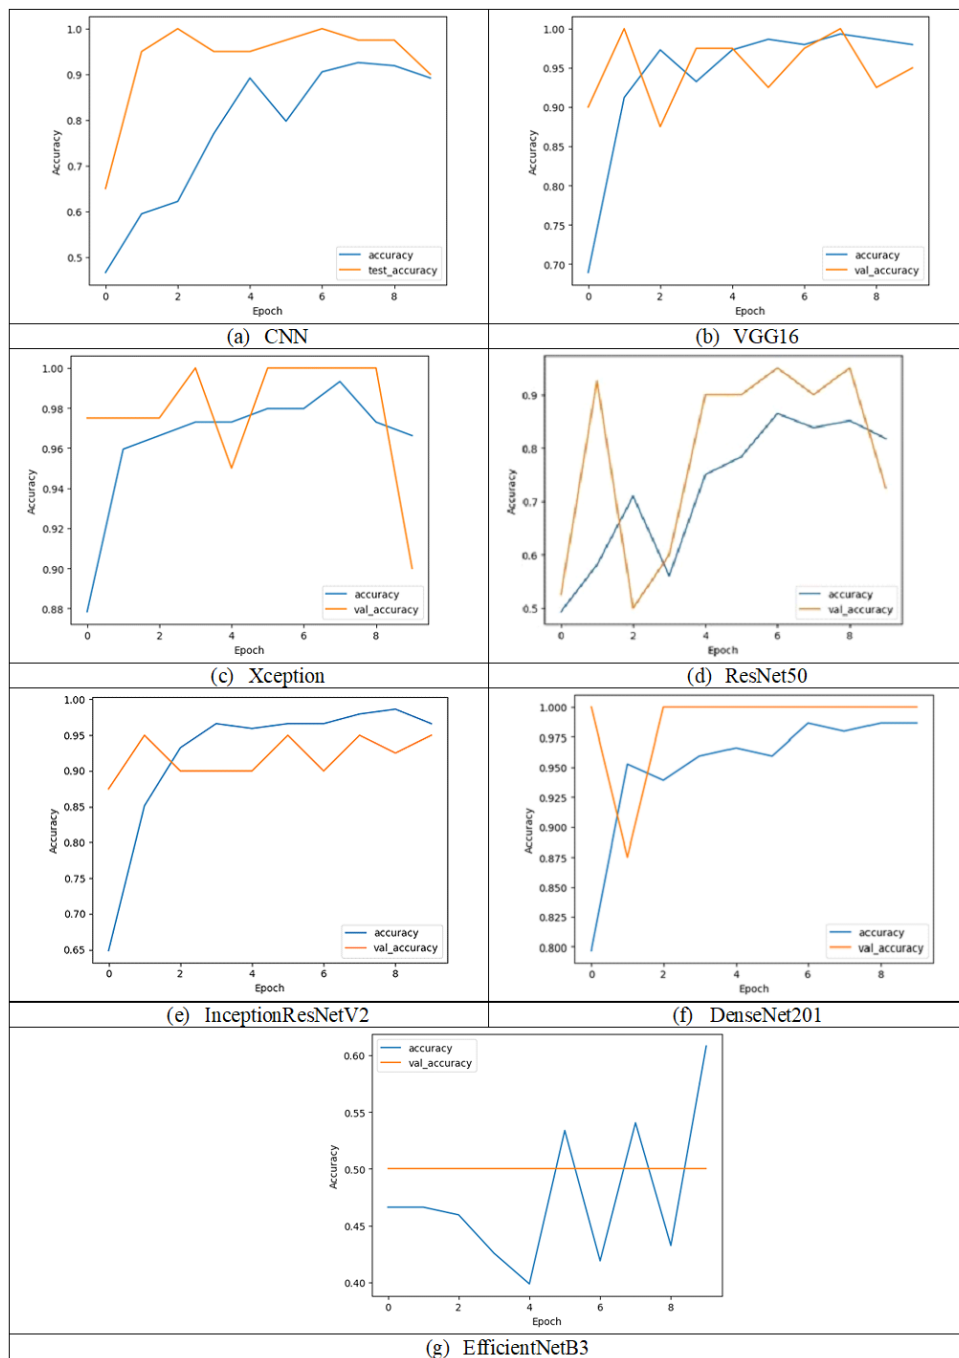 1.0
0.9
0.8
0.7
0.6
0.5
Accuracy
accuracy
test_accuracy
0 2 4 6 8
Epoch
(a) CNN
1.00
0.95
0.90
0.85
0.80
0.75
0.70
Accuracy
accuracy
val_accuracy
0 2 4 6 8
Epoch
(b) VGG16
1.00
0.98
0.96
0.94
0.92
0.90
0.88
Accuracy
accuracy
val_accuracy
0 2 4 6 8
Epoch
(c) Xception
0.9
0.8
0.7
0.6
0.5
Accuracy
accuracy
val_accuracy
0 2 4 6 8
Epoch
(d) ResNet50
1.00
0.95
0.90
0.85
0.80
0.75
0.70
0.65
Accuracy
accuracy
val_accuracy
0 2 4 6 8
Epoch
(e) InceptionResNetV2
1.000
0.975
0.950
0.925
0.900
0.875
0.850
0.825
0.800
Accuracy
accuracy
val_accuracy
0 2 4 6 8
Epoch
(f) DenseNet201
accuracy
val_accuracy
0.60
0.55
0.50
0.45
0.40
Accuracy
0 2 4 6 8
Epoch
(g) EfficientNetB3